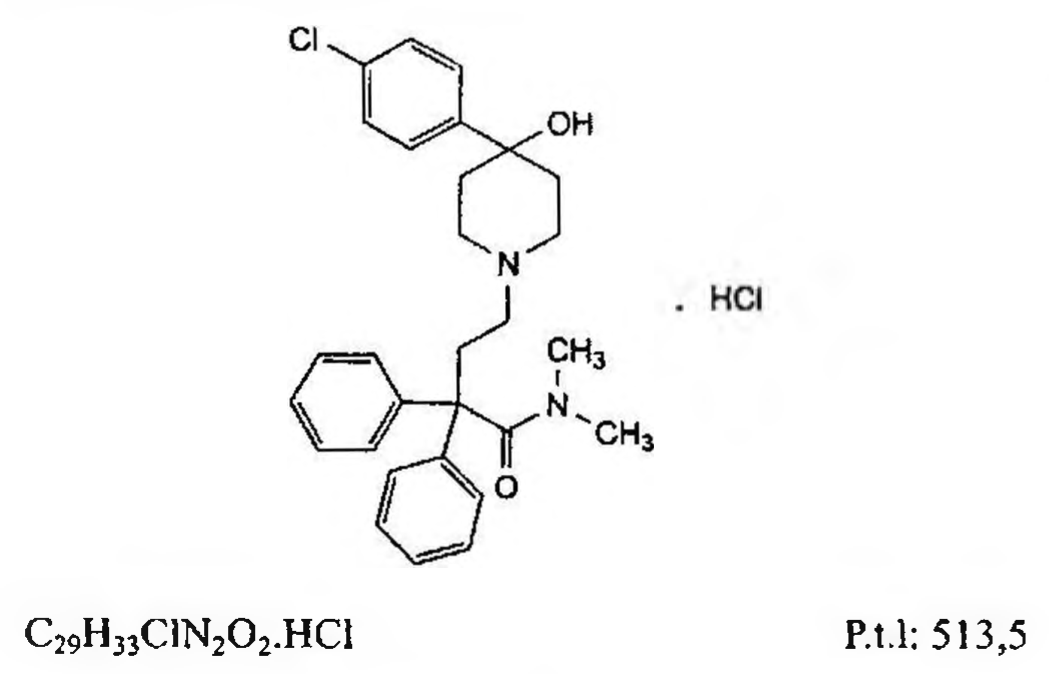 Cl
OH
N
. HCl
CH₃
N
CH₃
O
C₂₉H₃₃ClN₂O₂.HCl P.t.l: 513,5